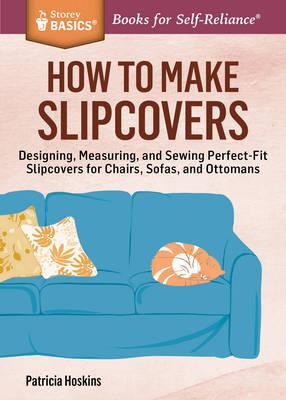 Storey
BASICS®
Books for Self-Reliance®
HOW TO MAKE
SLIPCOVERS
Designing, Measuring, and Sewing Perfect-Fit
Slipcovers for Chairs, Sofas, and Ottomans
Patricia Hoskins